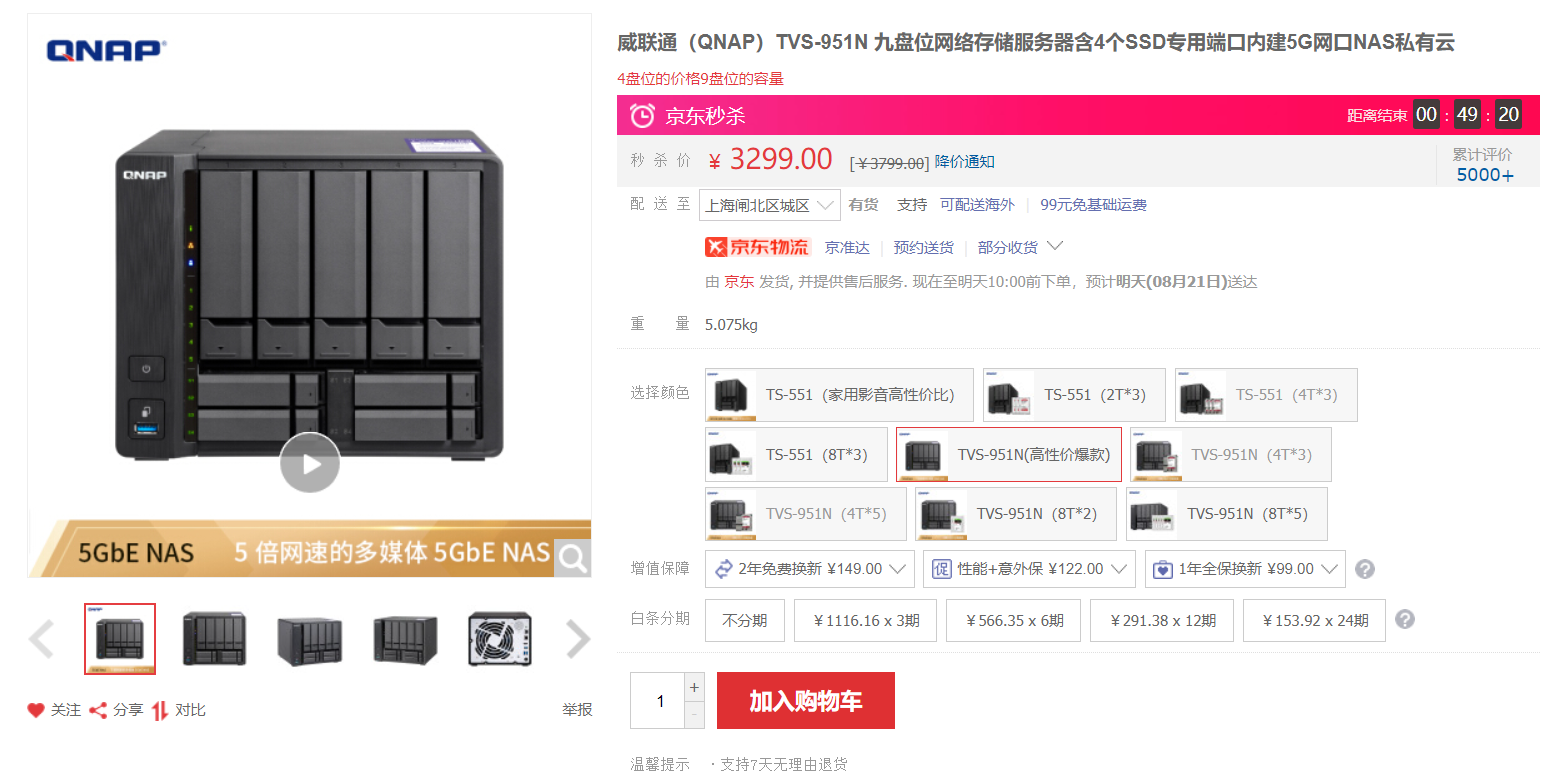 QNAP
QNAP
5GbE NAS 5 倍网速的多媒体 5GbE NAS
关注 分享 对比 举报
威联通（QNAP）TVS-951N 九盘位网络存储服务器含4个SSD专用端口内建5G网口NAS私有云
4盘位的价格9盘位的容量
京东秒杀 距离结束 00 : 49 : 20
秒 杀 价 ￥ 3299.00 [￥3799.00] 降价通知 累计评价
5000+
配 送 至 上海闸北区城区 有货 支持 可配送海外 99元免基础运费
京东物流 京准达 预约送货 部分收货
由 京东 发货, 并提供售后服务. 现在至明天10:00前下单，预计明天(08月21日)送达
重 量 5.075kg
选择颜色 TS-551（家用影音高性价比) TS-551（2T*3) TS-551（4T*3)
TS-551（8T*3) TVS-951N(高性价爆款) TVS-951N（4T*3)
TVS-951N（4T*5) TVS-951N（8T*2) TVS-951N（8T*5)
增值保障 2年免费换新 ¥149.00 促 性能+意外保 ¥122.00 1年全保换新 ¥99.00 ?
白条分期 不分期 ￥1116.16 x 3期 ￥566.35 x 6期 ￥291.38 x 12期 ￥153.92 x 24期 ?
1 + - 加入购物车
温馨提示 ·支持7天无理由退货